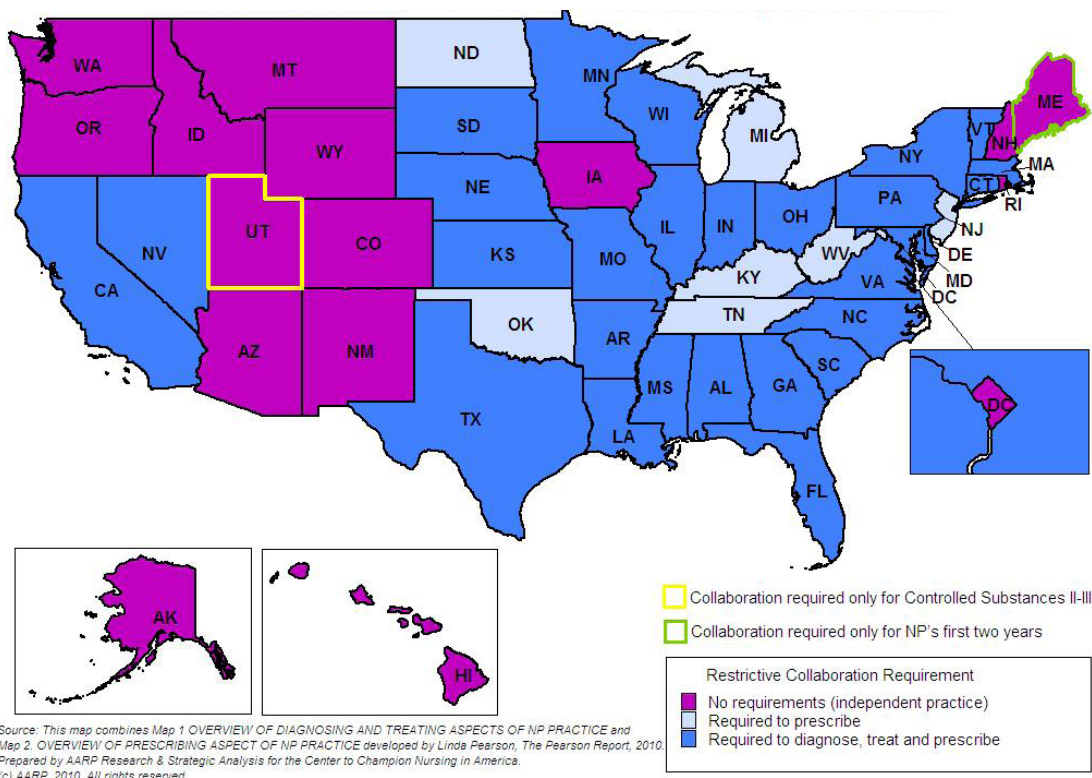 WA
MT
ND
MN
ME
OR
ID
SD
WI
MI
VT
NH
WY
NY
MA
IA
NE
CT
RI
PA
NV
UT
CO
IL
IN
OH
NJ
CA
KS
MO
WV
DE
KY
VA
MD
DC
AZ
NM
OK
TN
NC
AR
SC
MS
AL
GA
TX
DC
LA
FL
AK
HI
Collaboration required only for Controlled Substances II-III
Collaboration required only for NP's first two years
Restrictive Collaboration Requirement
No requirements (independent practice)
Required to prescribe
Required to diagnose, treat and prescribe
Source: This map combines Map 1 OVERVIEW OF DIAGNOSING AND TREATING ASPECTS OF NP PRACTICE and
Map 2. OVERVIEW OF PRESCRIBING ASPECT OF NP PRACTICE developed by Linda Pearson, The Pearson Report, 2010.
Prepared by AARP Research & Strategic Analysis for the Center to Champion Nursing in America.
(c) AARP, 2010. All rights reserved